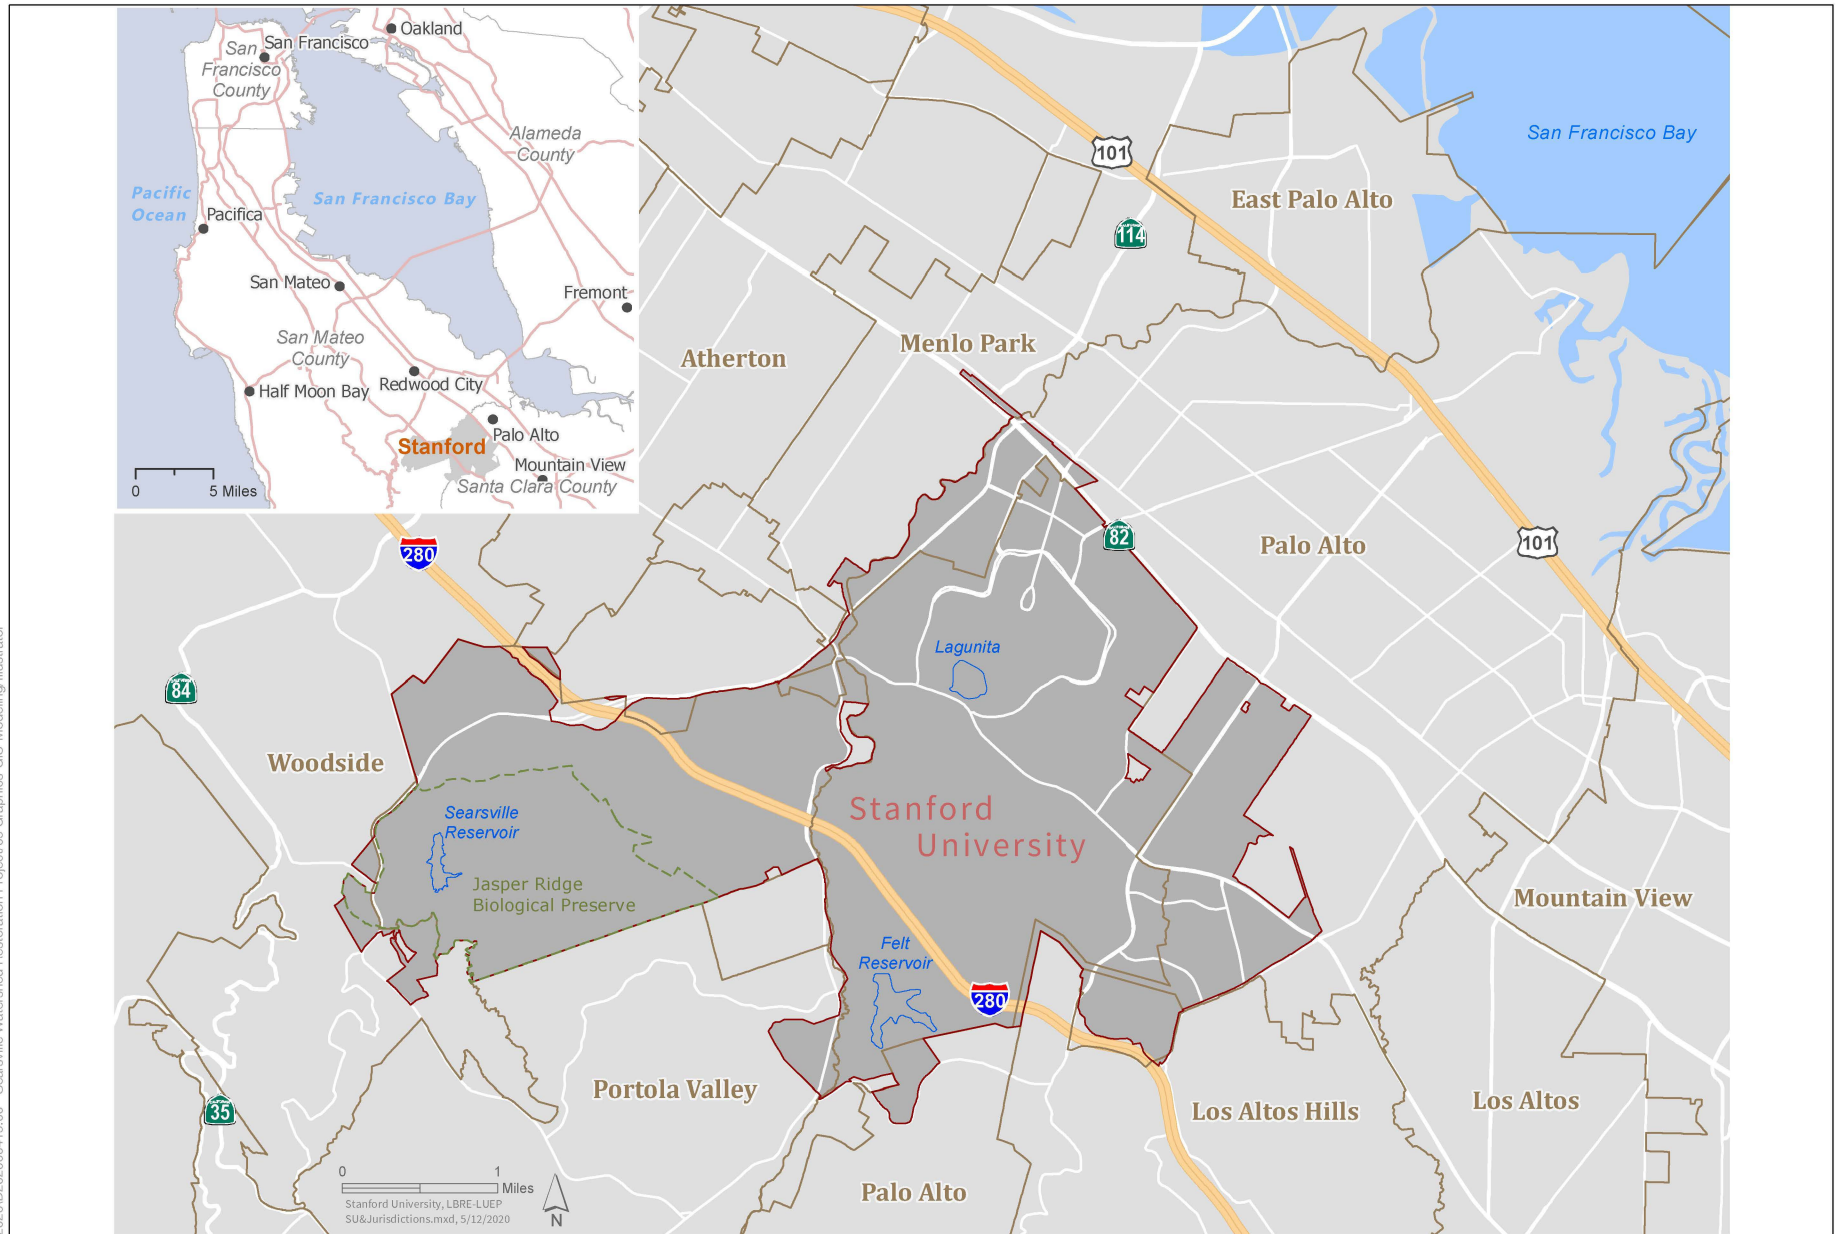 Oakland
San Francisco
San
Francisco
County
Alameda
County
Pacific
Ocean
San Francisco Bay
Pacifica
San Mateo
Fremont
San Mateo
County
Half Moon Bay
Redwood City
Palo Alto
Stanford
Mountain View
Santa Clara County
0 5 Miles
San Francisco Bay
101
East Palo Alto
114
Menlo Park
Atherton
82
Palo Alto
101
280
84
Lagunita
Woodside
Searsville
Reservoir
Stanford
University
Jasper Ridge
Biological Preserve
Felt
Reservoir
280
Mountain View
Portola Valley
Los Altos Hills
Los Altos
35
Palo Alto
0 1
Miles
Stanford University, LBRE-LUEP
SU&Jurisdictions.mxd, 5/12/2020
N